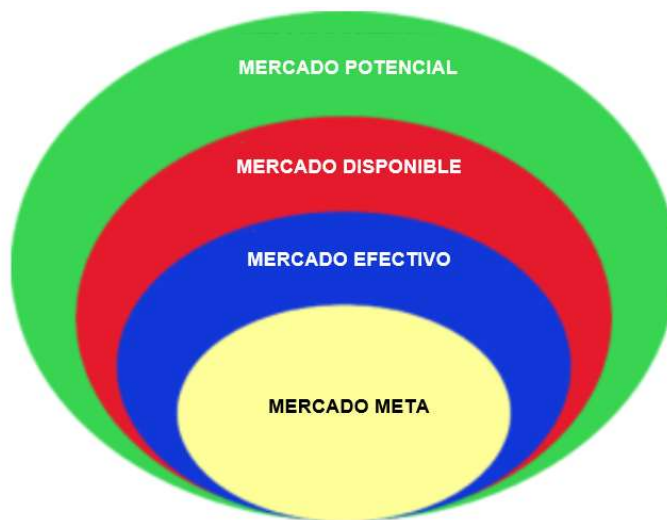 MERCADO POTENCIAL
MERCADO DISPONIBLE
MERCADO EFECTIVO
MERCADO META